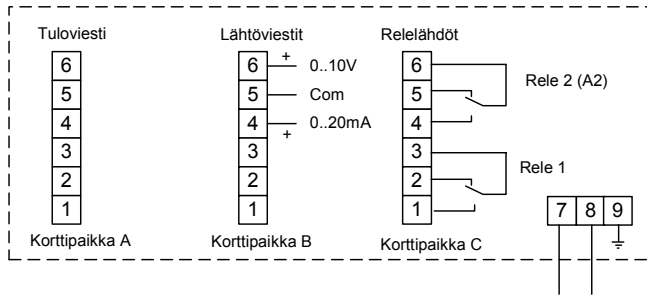 Tuloviesti
6
5
4
3
2
1
Korttipaikka A
Lähtöviestit
6 + 0..10V
5 Com
4 + 0..20mA
3
2
1
Korttipaikka B
Relelähdöt
6
5
4
3
2
1
Korttipaikka C
Rele 2 (A2)
Rele 1
7 8 9